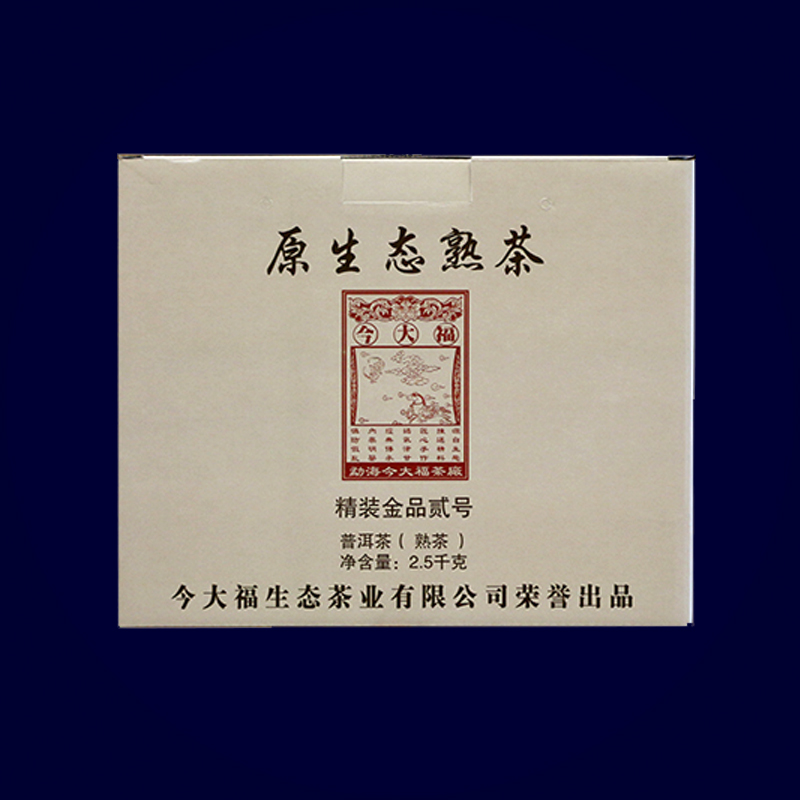 原生态熟茶
今大福
勐海今大福茶廠
精装金品贰号
普洱茶（熟茶）
净含量：2.5千克
今大福生态茶业有限公司荣誉出品